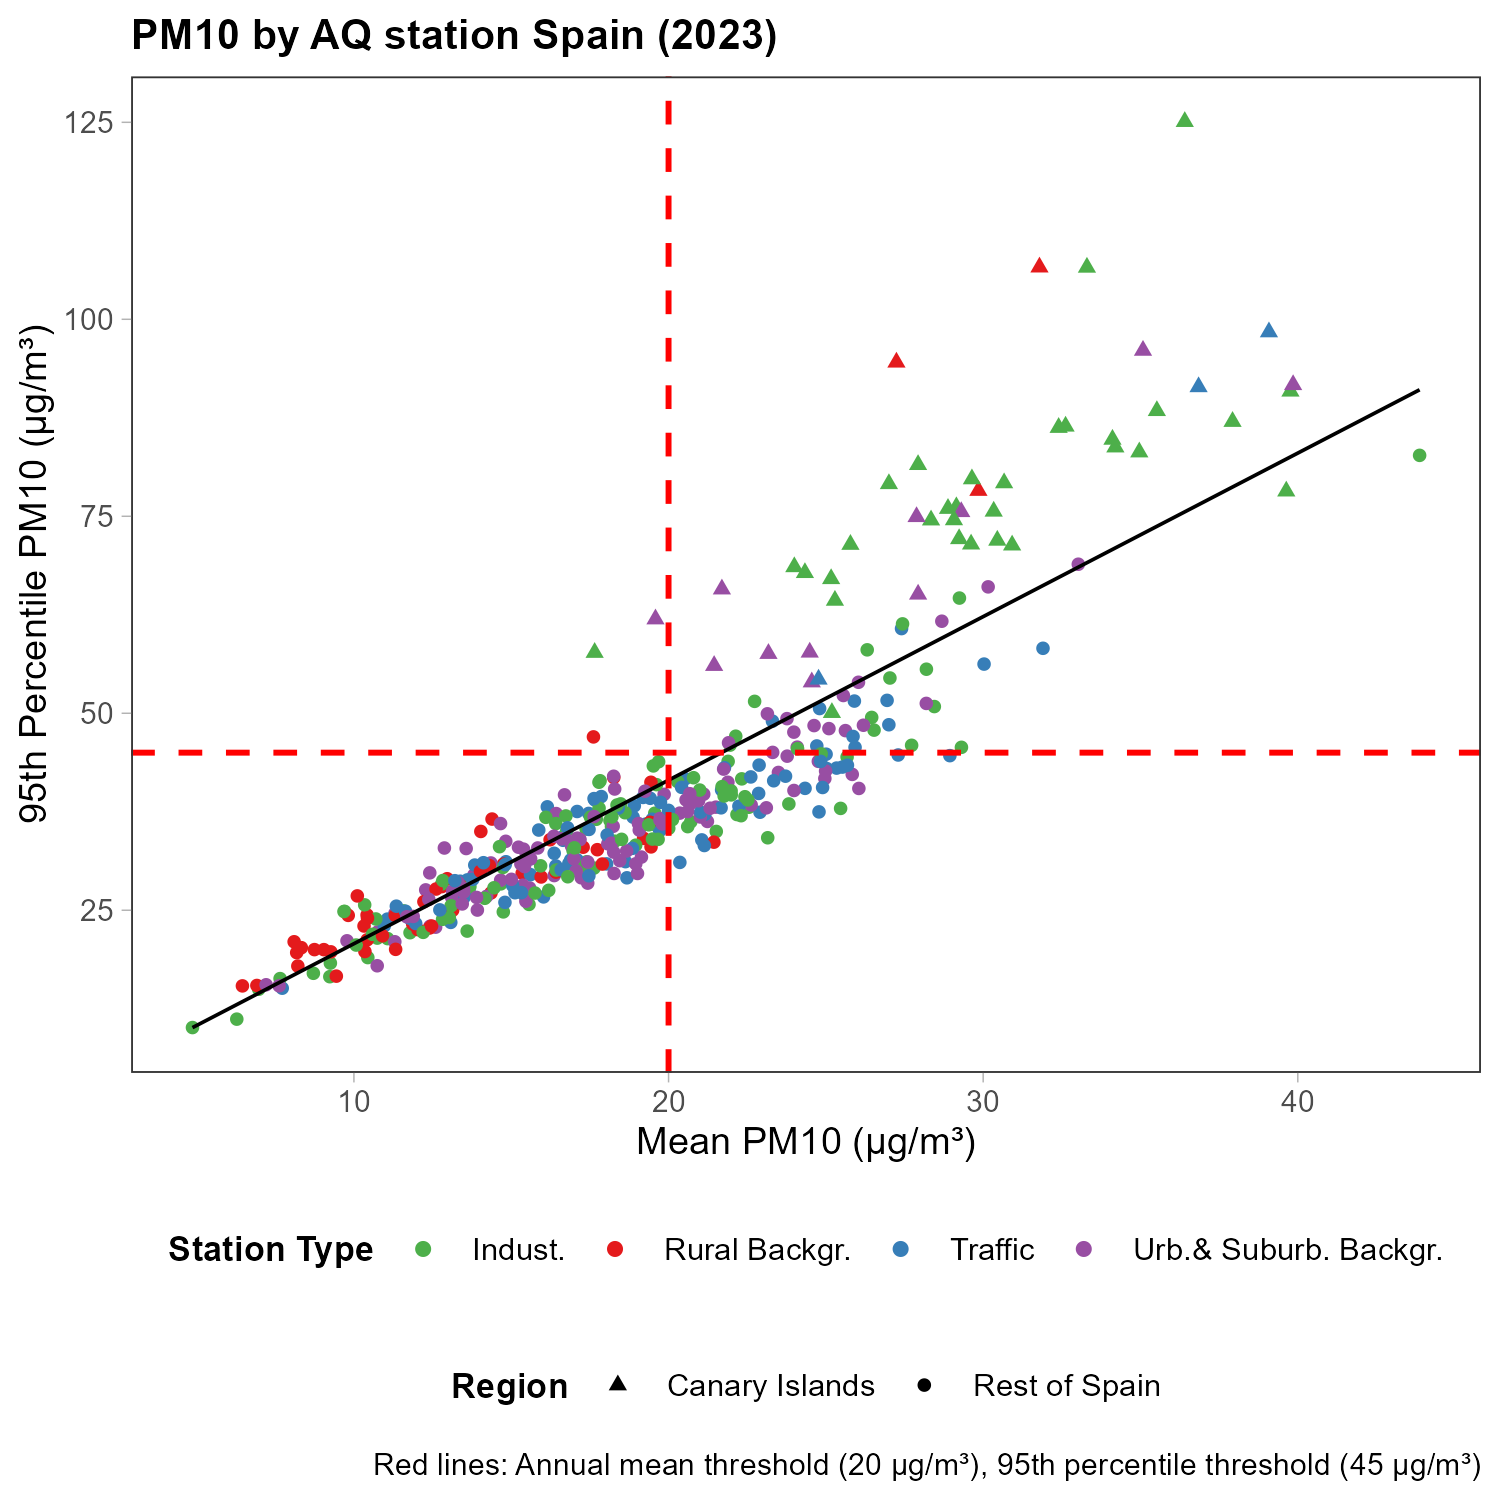 PM10 by AQ station Spain (2023)
125
100
75
50
25
95th Percentile PM10 (µg/m³)
10 20 30 40
Mean PM10 (µg/m³)
Station Type Indust. Rural Backgr. Traffic Urb.& Suburb. Backgr.
Region Canary Islands Rest of Spain
Red lines: Annual mean threshold (20 µg/m³), 95th percentile threshold (45 µg/m³)